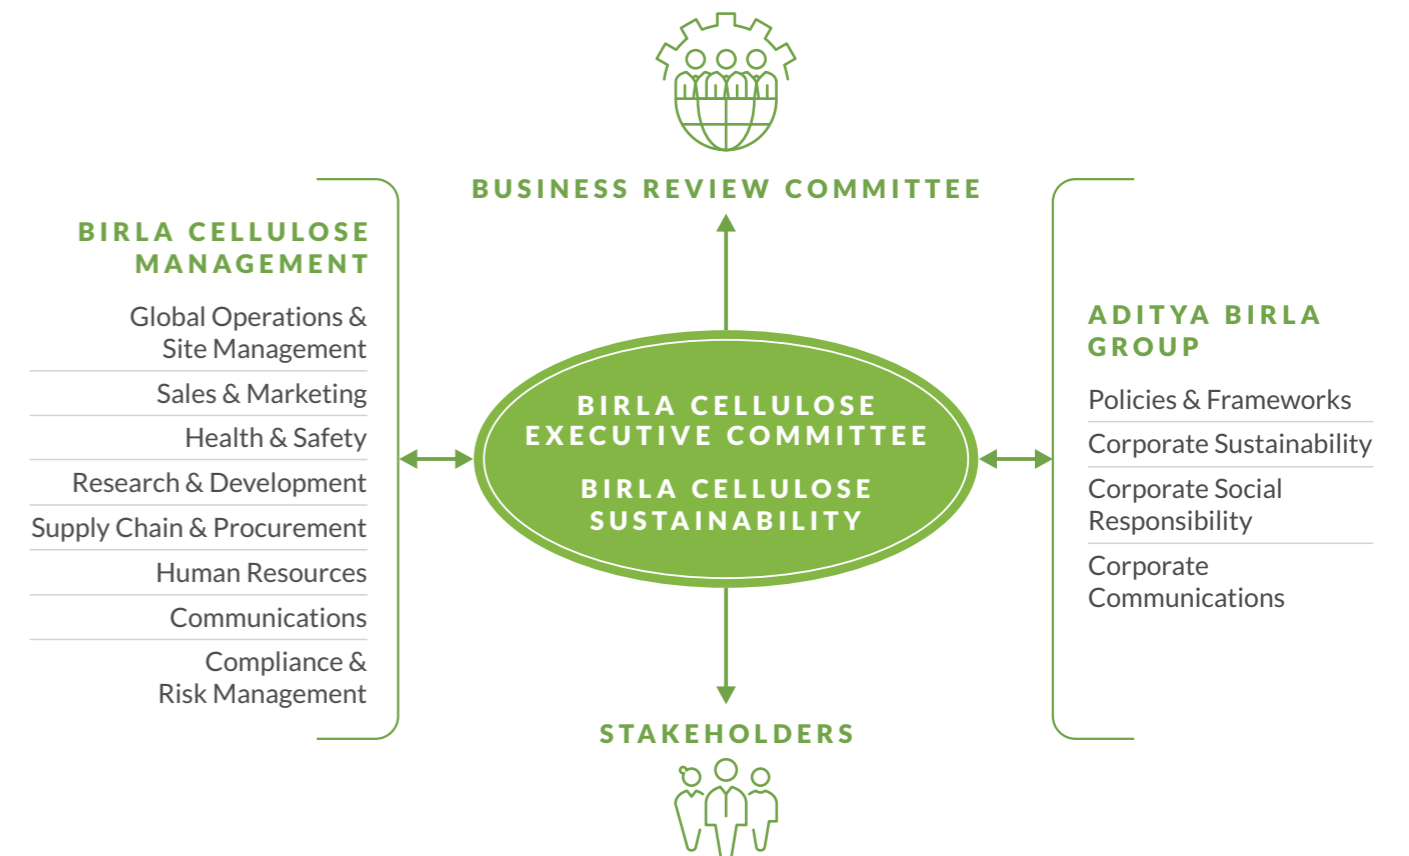 BUSINESS REVIEW COMMITTEE
BIRLA CELLULOSE
MANAGEMENT
Global Operations &
Site Management
Sales & Marketing
Health & Safety
Research & Development
Supply Chain & Procurement
Human Resources
Communications
Compliance &
Risk Management
BIRLA CELLULOSE
EXECUTIVE COMMITTEE
BIRLA CELLULOSE
SUSTAINABILITY
ADITYA BIRLA
GROUP
Policies & Frameworks
Corporate Sustainability
Corporate Social
Responsibility
Corporate
Communications
STAKEHOLDERS